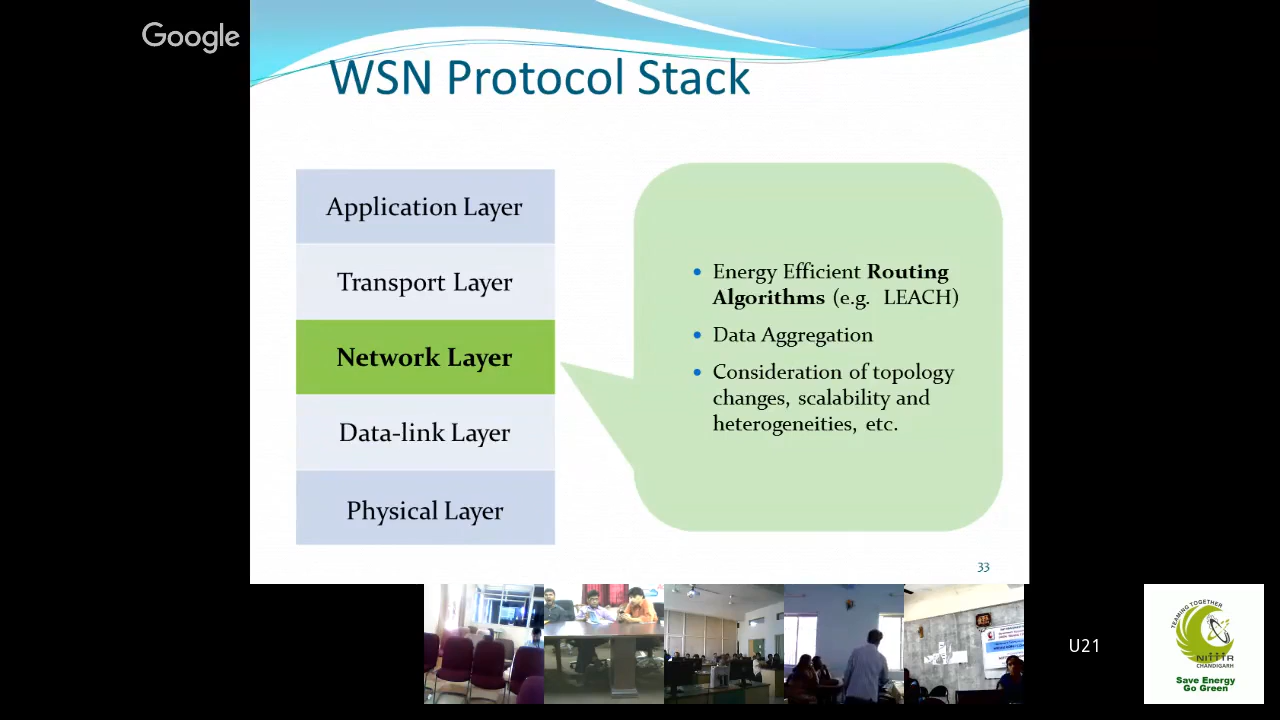 Google
WSN Protocol Stack
Application Layer
Transport Layer
Network Layer
Data-link Layer
Physical Layer
• Energy Efficient Routing
Algorithms (e.g. LEACH)
• Data Aggregation
• Consideration of topology
changes, scalability and
heterogeneities, etc.
33
U21
TEAMING TOGETHER
NITTTR
CHANDIGARH
Save Energy
Go Green